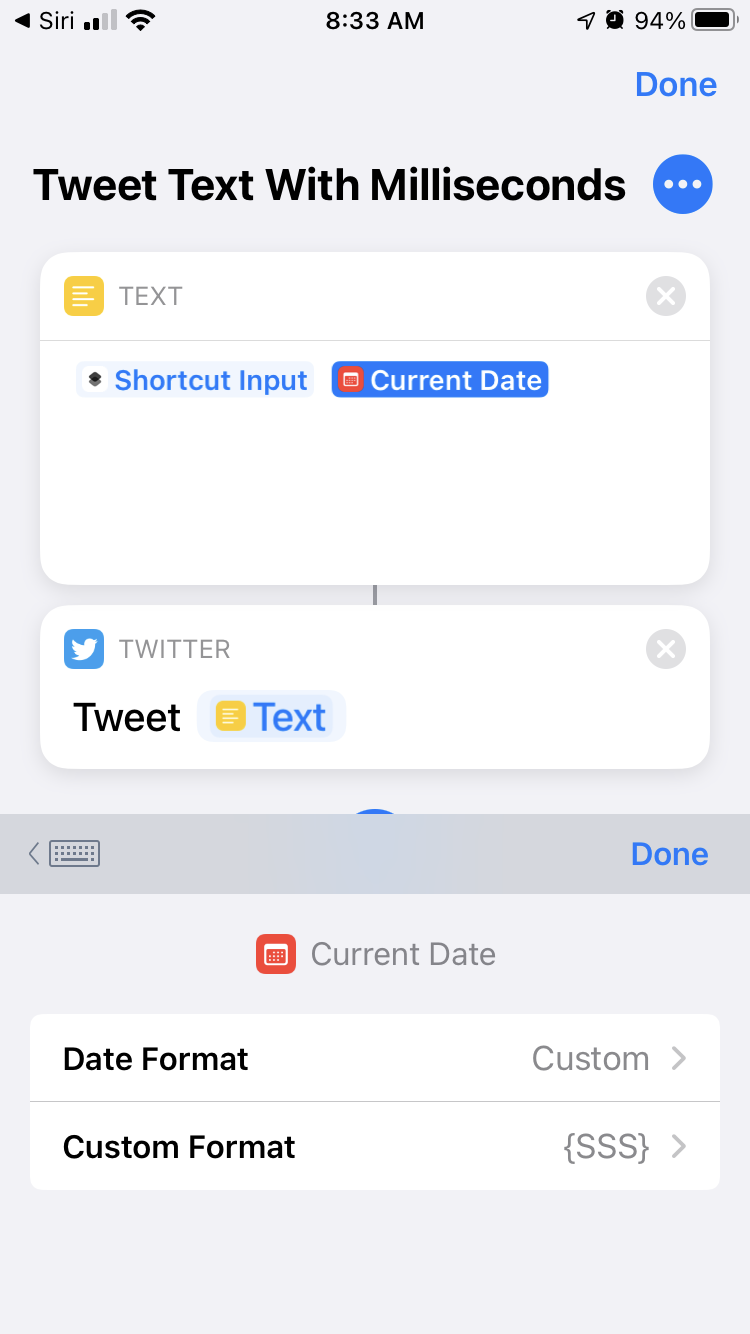 Siri 8:33 AM 94%
Done
Tweet Text With Milliseconds
TEXT
Shortcut Input Current Date
TWITTER
Tweet Text
Done
Current Date
Date Format Custom
Custom Format {SSS}